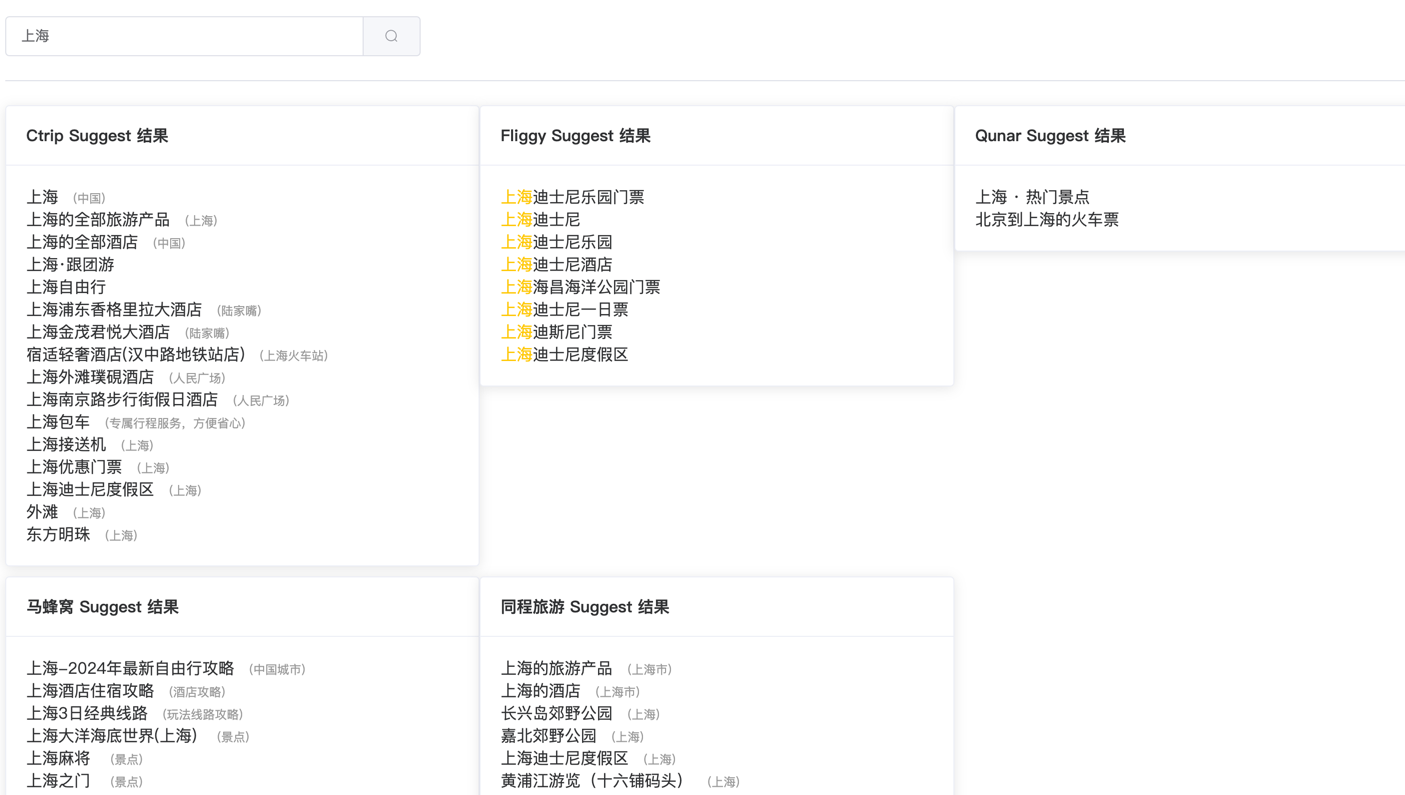 上海
Ctrip Suggest 结果
上海 (中国)
上海的全部旅游产品 (上海)
上海的全部酒店 (中国)
上海·跟团游
上海自由行
上海浦东香格里拉大酒店 (陆家嘴)
上海金茂君悦大酒店 (陆家嘴)
宿适轻奢酒店(汉中路地铁站店) (上海火车站)
上海外滩璞砚酒店 (人民广场)
上海南京路步行街假日酒店 (人民广场)
上海包车 (专属行程服务，方便省心)
上海接送机 (上海)
上海优惠门票 (上海)
上海迪士尼度假区 (上海)
外滩 (上海)
东方明珠 (上海)
Fliggy Suggest 结果
上海迪士尼乐园门票
上海迪士尼
上海迪士尼乐园
上海迪士尼酒店
上海海昌海洋公园门票
上海迪士尼一日票
上海迪斯尼门票
上海迪士尼度假区
Qunar Suggest 结果
上海 · 热门景点
北京到上海的火车票
马蜂窝 Suggest 结果
上海-2024年最新自由行攻略 (中国城市)
上海酒店住宿攻略 (酒店攻略)
上海3日经典线路 (玩法线路攻略)
上海大洋海底世界(上海) (景点)
上海麻将 (景点)
上海之门 (景点)
同程旅游 Suggest 结果
上海的旅游产品 (上海市)
上海的酒店 (上海市)
长兴岛郊野公园 (上海)
嘉北郊野公园 (上海)
上海迪士尼度假区 (上海)
黄浦江游览（十六铺码头） (上海)